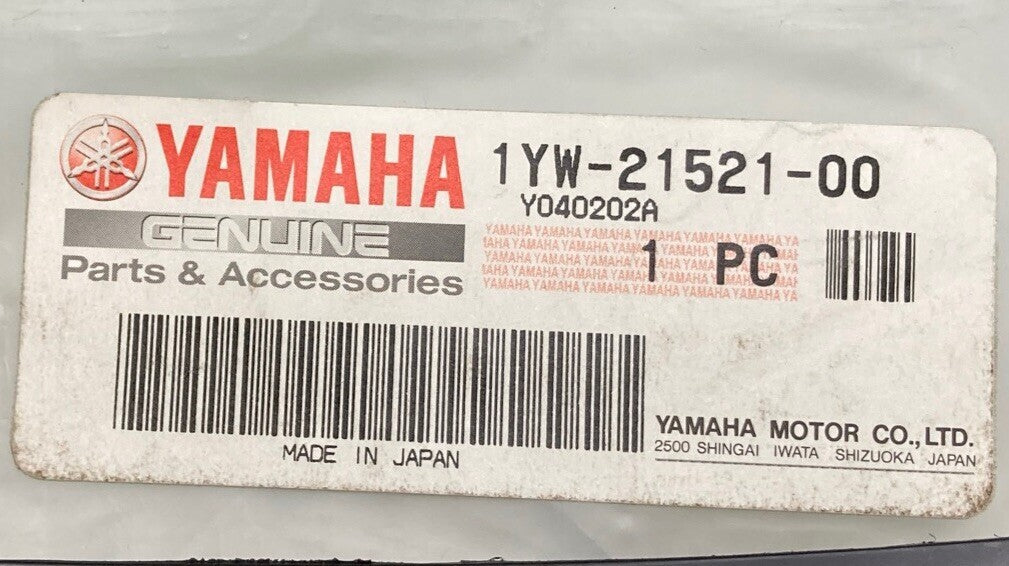 YAMAHA
GENUINE
Parts & Accessories
1YW-21521-00
Y040202A
YAMAHA YAMAHA YAMAHA YAMAHA YAMAHA YAMAHA YA
1 PC
MADE IN JAPAN
YAMAHA MOTOR CO.,LTD.
2500 SHINGAI IWATA SHIZUOKA JAPAN